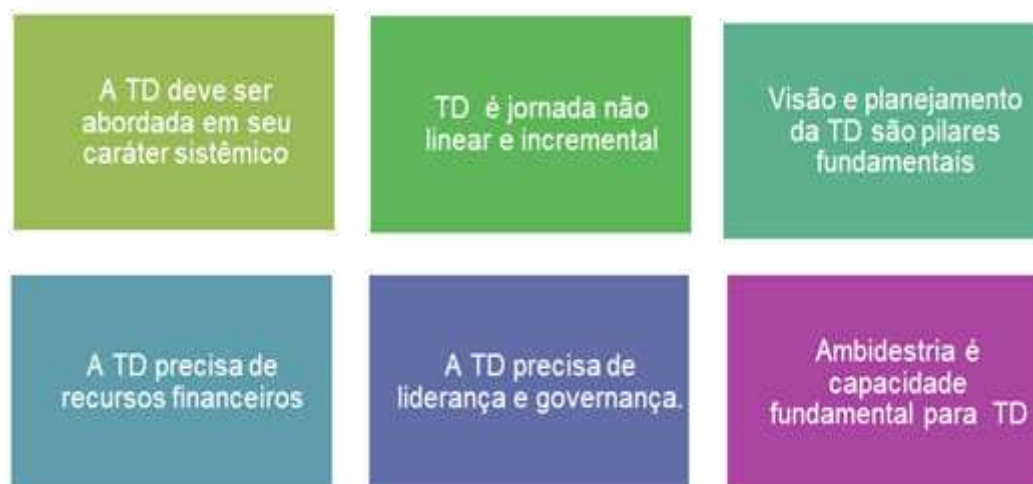 A TD deve ser
abordada em seu
caráter sistêmico
TD é jornada não
linear e incremental
Visão e planejamento
da TD são pilares
fundamentais
A TD precisa de
recursos financeiros
A TD precisa de
liderança e governança.
Ambidestria é
capacidade
fundamental para TD